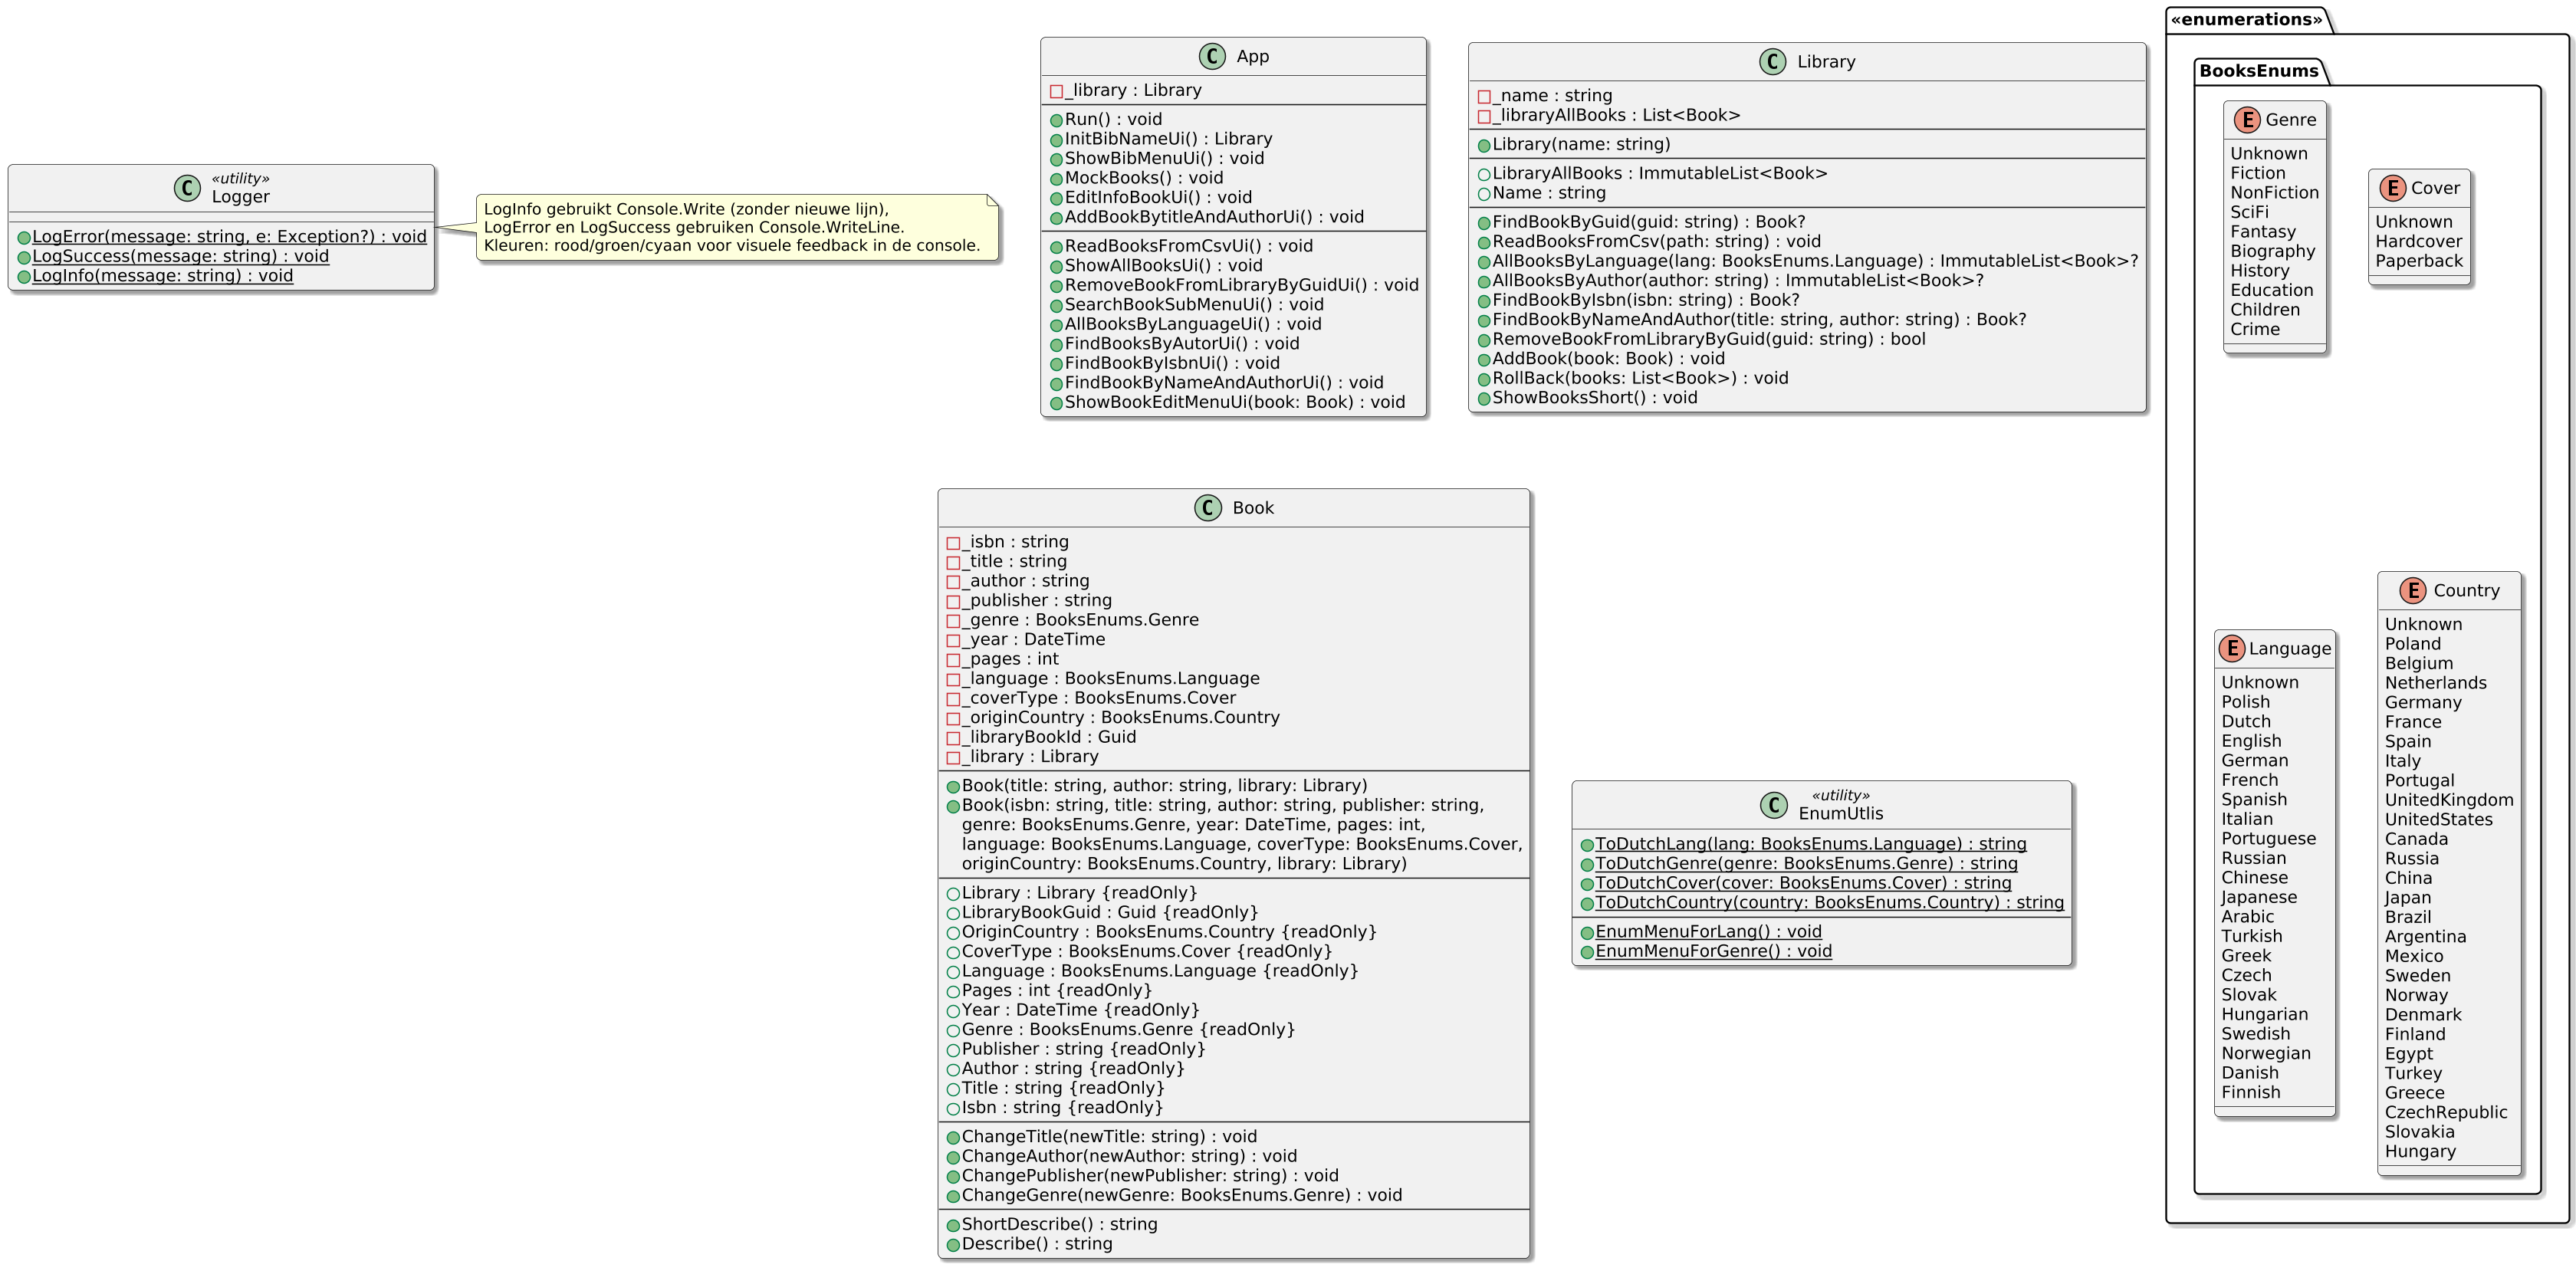 «utility»
Logger
LogError(message: string, e: Exception?) : void
LogSuccess(message: string) : void
LogInfo(message: string) : void
LogInfo gebruikt Console.Write (zonder nieuwe lijn),
LogError en LogSuccess gebruiken Console.WriteLine.
Kleuren: rood/groen/cyaan voor visuele feedback in de console.
C App
_library : Library
Run() : void
InitBibNameUi() : Library
ShowBibMenuUi() : void
MockBooks() : void
EditInfoBookUi() : void
AddBookBytitleAndAuthorUi() : void
ReadBooksFromCsvUi() : void
ShowAllBooksUi() : void
RemoveBookFromLibraryByGuidUi() : void
SearchBookSubMenuUi() : void
AllBooksByLanguageUi() : void
FindBooksByAutorUi() : void
FindBookByIsbnUi() : void
FindBookByNameAndAuthorUi() : void
ShowBookEditMenuUi(book: Book) : void
C Library
_name : string
_libraryAllBooks : List<Book>
Library(name: string)
LibraryAllBooks : ImmutableList<Book>
Name : string
FindBookByGuid(guid: string) : Book?
ReadBooksFromCsv(path: string) : void
AllBooksByLanguage(lang: BooksEnums.Language) : ImmutableList<Book>?
AllBooksByAuthor(author: string) : ImmutableList<Book>?
FindBookByIsbn(isbn: string) : Book?
FindBookByNameAndAuthor(title: string, author: string) : Book?
RemoveBookFromLibraryByGuid(guid: string) : bool
AddBook(book: Book) : void
RollBack(books: List<Book>) : void
ShowBooksShort() : void
«enumerations»
BooksEnums
E Genre
Unknown
Fiction
NonFiction
SciFi
Fantasy
Biography
History
Education
Children
Crime
E Cover
Unknown
Hardcover
Paperback
C Book
_isbn : string
_title : string
_author : string
_publisher : string
_genre : BooksEnums.Genre
_year : DateTime
_pages : int
_language : BooksEnums.Language
_coverType : BooksEnums.Cover
_originCountry : BooksEnums.Country
_libraryBookId : Guid
_library : Library
Book(title: string, author: string, library: Library)
Book(isbn: string, title: string, author: string, publisher: string,
genre: BooksEnums.Genre, year: DateTime, pages: int,
language: BooksEnums.Language, coverType: BooksEnums.Cover,
originCountry: BooksEnums.Country, library: Library)
Library : Library {readOnly}
LibraryBookGuid : Guid {readOnly}
OriginCountry : BooksEnums.Country {readOnly}
CoverType : BooksEnums.Cover {readOnly}
Language : BooksEnums.Language {readOnly}
Pages : int {readOnly}
Year : DateTime {readOnly}
Genre : BooksEnums.Genre {readOnly}
Publisher : string {readOnly}
Author : string {readOnly}
Title : string {readOnly}
Isbn : string {readOnly}
ChangeTitle(newTitle: string) : void
ChangeAuthor(newAuthor: string) : void
ChangePublisher(newPublisher: string) : void
ChangeGenre(newGenre: BooksEnums.Genre) : void
ShortDescribe() : string
Describe() : string
«utility»
C EnumUtlis
ToDutchLang(lang: BooksEnums.Language) : string
ToDutchGenre(genre: BooksEnums.Genre) : string
ToDutchCover(cover: BooksEnums.Cover) : string
ToDutchCountry(country: BooksEnums.Country) : string
EnumMenuForLang() : void
EnumMenuForGenre() : void
E Language
Unknown
Polish
Dutch
English
German
French
Spanish
Italian
Portuguese
Russian
Chinese
Japanese
Arabic
Turkish
Greek
Czech
Slovak
Hungarian
Swedish
Norwegian
Danish
Finnish
E Country
Unknown
Poland
Belgium
Netherlands
Germany
France
Spain
Italy
Portugal
UnitedKingdom
UnitedStates
Canada
Russia
China
Japan
Brazil
Argentina
Mexico
Sweden
Norway
Denmark
Finland
Egypt
Turkey
Greece
CzechRepublic
Slovakia
Hungary